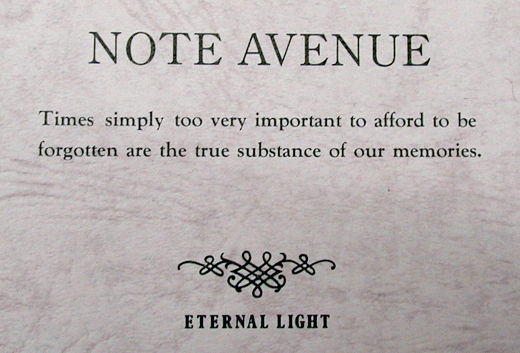 NOTE AVENUE
Times simply too very important to afford to be
forgotten are the true substance of our memories.
ETERNAL LIGHT